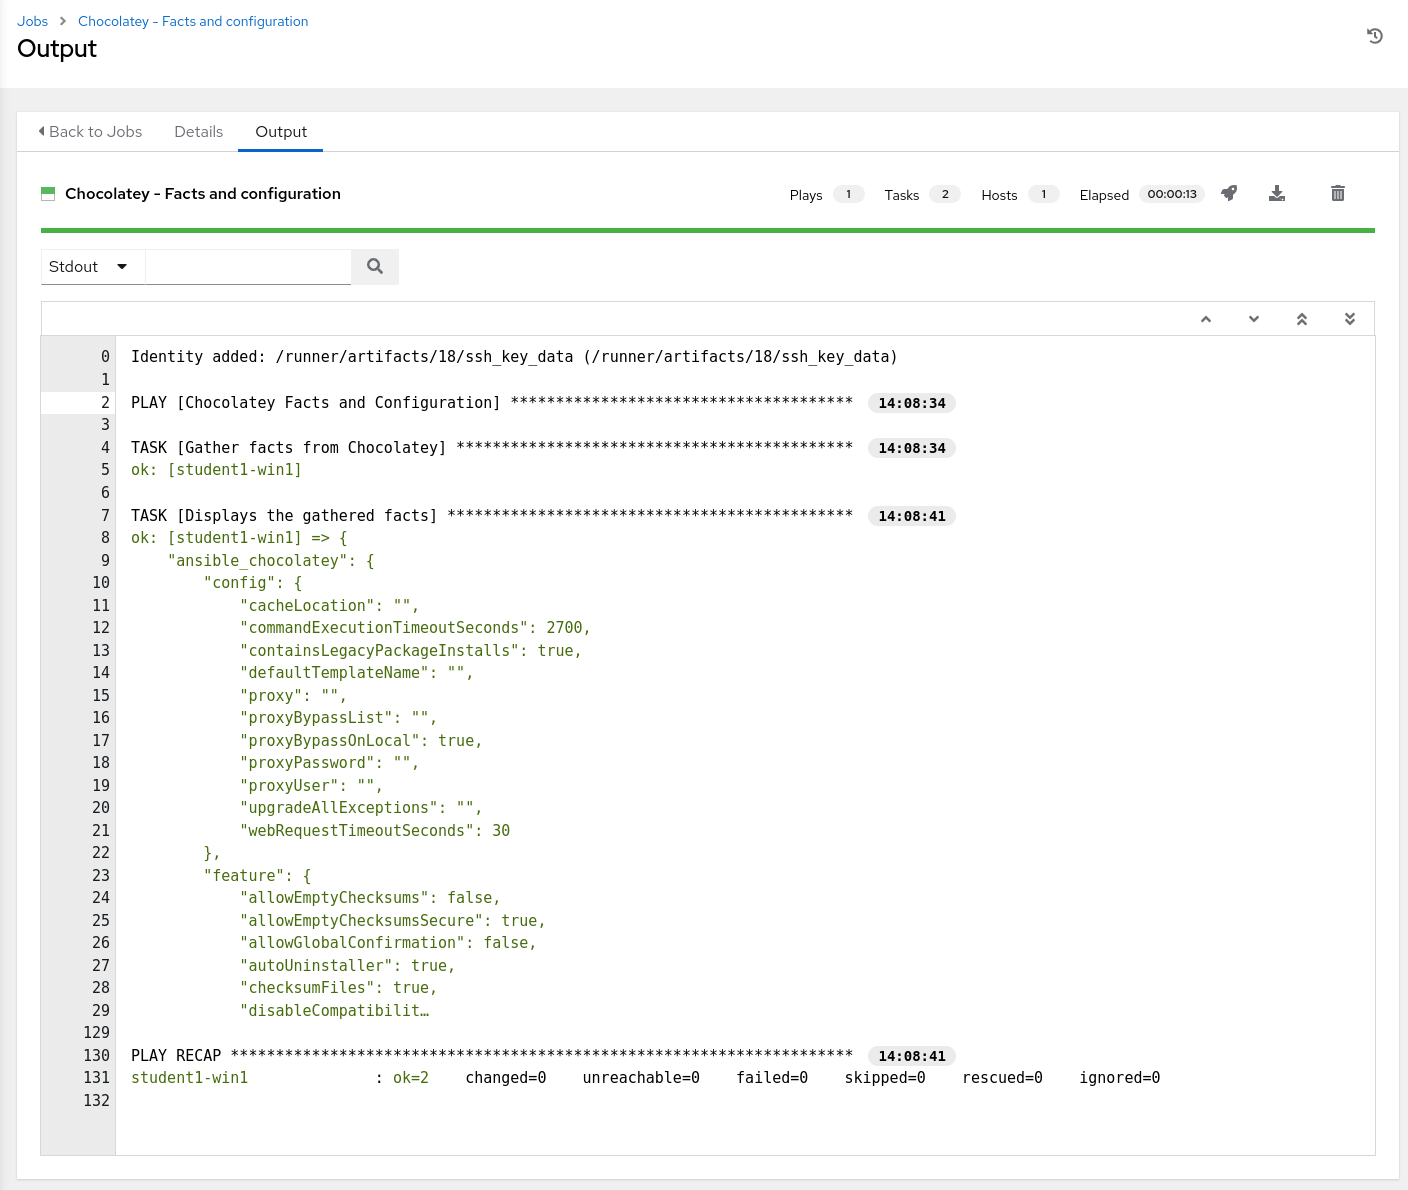 Jobs > Chocolatey - Facts and configuration
Output
Back to Jobs Details Output
Chocolatey - Facts and configuration Plays 1 Tasks 2 Hosts 1 Elapsed 00:00:13
Stdout
0 Identity added: /runner/artifacts/18/ssh_key_data (/runner/artifacts/18/ssh_key_data)
1
2 PLAY [Chocolatey Facts and Configuration] ************************************** 14:08:34
3
4 TASK [Gather facts from Chocolatey] ******************************************** 14:08:34
5 ok: [student1-win1]
6
7 TASK [Displays the gathered facts] ********************************************* 14:08:41
8 ok: [student1-win1] => {
9 "ansible_chocolatey": {
10 "config": {
11 "cacheLocation": "",
12 "commandExecutionTimeoutSeconds": 2700,
13 "containsLegacyPackageInstalls": true,
14 "defaultTemplateName": "",
15 "proxy": "",
16 "proxyBypassList": "",
17 "proxyBypassOnLocal": true,
18 "proxyPassword": "",
19 "proxyUser": "",
20 "upgradeAllExceptions": "",
21 "webRequestTimeoutSeconds": 30
22 },
23 "feature": {
24 "allowEmptyChecksums": false,
25 "allowEmptyChecksumsSecure": true,
26 "allowGlobalConfirmation": false,
27 "autoUninstaller": true,
28 "checksumFiles": true,
29 "disableCompatibilit…
129
130 PLAY RECAP ********************************************************************* 14:08:41
131 student1-win1 : ok=2 changed=0 unreachable=0 failed=0 skipped=0 rescued=0 ignored=0
132